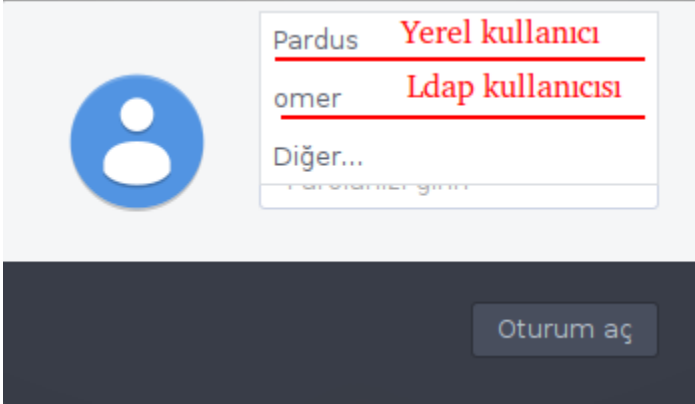 Pardus Yerel kullanıcı
omer Ldap kullanıcısı
Diğer...
Oturum aç